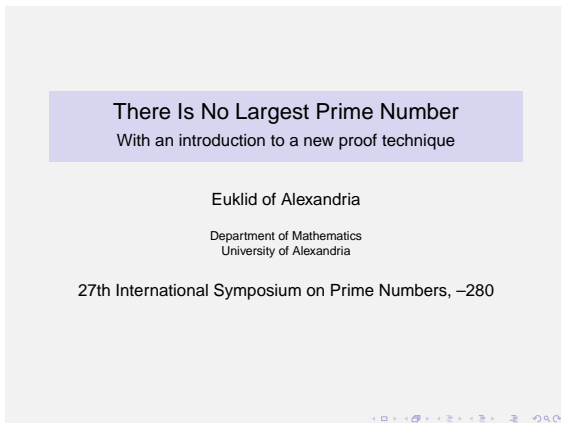 There Is No Largest Prime Number
With an introduction to a new proof technique
Euklid of Alexandria
Department of Mathematics
University of Alexandria
27th International Symposium on Prime Numbers, –280